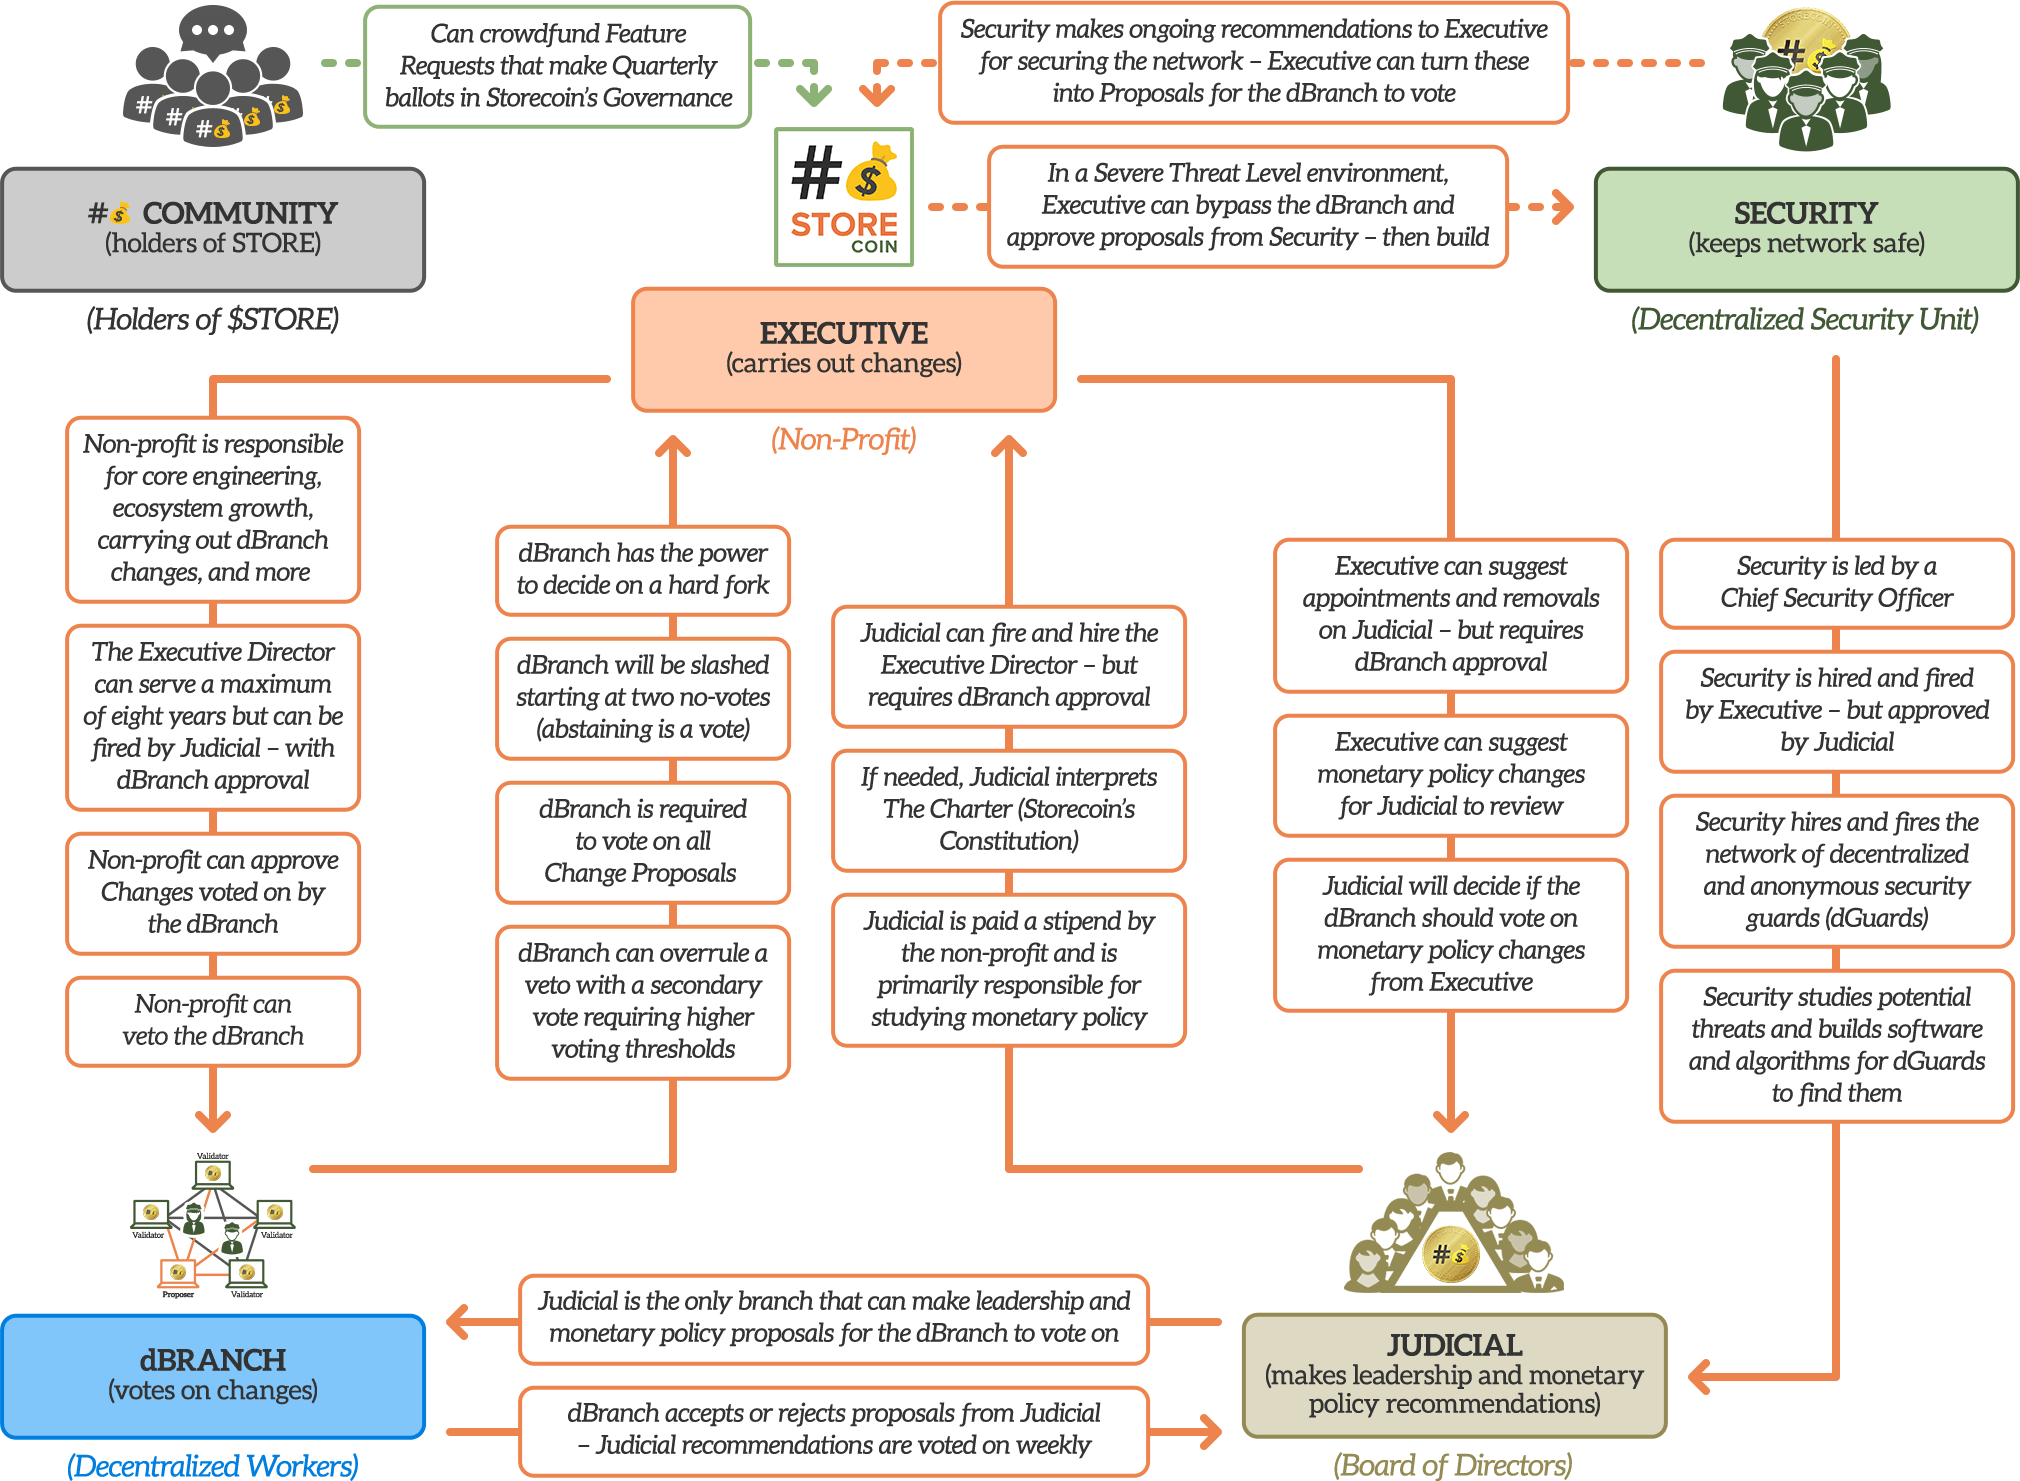 Can crowdfund Feature
Requests that make Quarterly
ballots in Storecoin's Governance
Security makes ongoing recommendations to Executive
for securing the network – Executive can turn these
into Proposals for the dBranch to vote
#$ COMMUNITY
(holders of STORE)
(Holders of $STORE)
#$
STORE
COIN
In a Severe Threat Level environment,
Executive can bypass the dBranch and
approve proposals from Security – then build
SECURITY
(keeps network safe)
(Decentralized Security Unit)
EXECUTIVE
(carries out changes)
(Non-Profit)
Non-profit is responsible
for core engineering,
ecosystem growth,
carrying out dBranch
changes, and more
The Executive Director
can serve a maximum
of eight years but can be
fired by Judicial – with
dBranch approval
Non-profit can approve
Changes voted on by
the dBranch
Non-profit can
veto the dBranch
dBranch has the power
to decide on a hard fork
dBranch will be slashed
starting at two no-votes
(abstaining is a vote)
dBranch is required
to vote on all
Change Proposals
dBranch can overrule a
veto with a secondary
vote requiring higher
voting thresholds
Judicial can fire and hire the
Executive Director – but
requires dBranch approval
If needed, Judicial interprets
The Charter (Storecoin's
Constitution)
Judicial is paid a stipend by
the non-profit and is
primarily responsible for
studying monetary policy
Executive can suggest
appointments and removals
on Judicial – but requires
dBranch approval
Executive can suggest
monetary policy changes
for Judicial to review
Judicial will decide if the
dBranch should vote on
monetary policy changes
from Executive
Security is led by a
Chief Security Officer
Security is hired and fired
by Executive – but approved
by Judicial
Security hires and fires the
network of decentralized
and anonymous security
guards (dGuards)
Security studies potential
threats and builds software
and algorithms for dGuards
to find them
Validator
Validator
Validator
Proposer
Validator
dBRANCH
(votes on changes)
(Decentralized Workers)
Judicial is the only branch that can make leadership and
monetary policy proposals for the dBranch to vote on
dBranch accepts or rejects proposals from Judicial
– Judicial recommendations are voted on weekly
#$
JUDICIAL
(makes leadership and monetary
policy recommendations)
(Board of Directors)